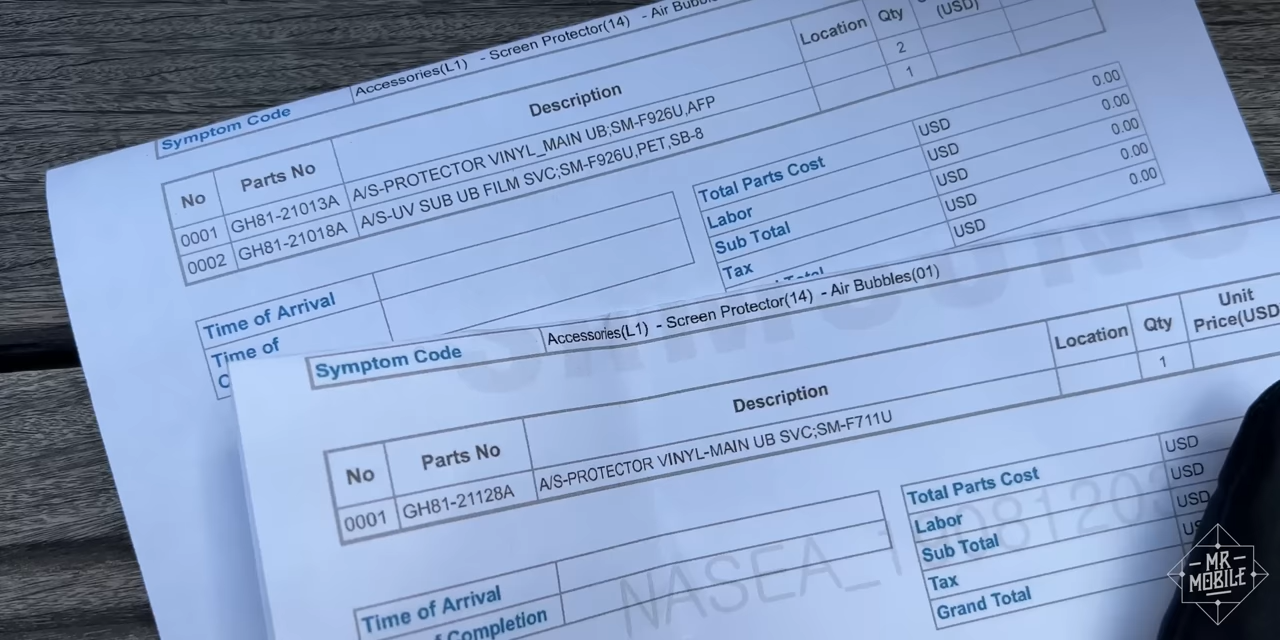 Symptom Code Accessories(L1) - Screen Protector(14) - Air
No Parts No Description Location Qty (USD)
0001 GH81-21013A A/S-PROTECTOR VINYL_MAIN UB;SM-F926U,AFP 2
0002 GH81-21018A A/S-UV SUB UB FILM SVC;SM-F926U,PET,SB-8 1
Total Parts Cost USD 0.00
Labor USD 0.00
Sub Total USD 0.00
Tax USD 0.00
Total USD 0.00
Time of Arrival
Time of
SAMSUNG
Symptom Code Accessories(L1) - Screen Protector(14) - Air Bubbles(01)
No Parts No Description Location Qty Unit
Price(USD
0001 GH81-21128A A/S-PROTECTOR VINYL-MAIN UB SVC;SM-F711U 1
Total Parts Cost USD
Labor USD
Sub Total USD
Tax
Grand Total
Time of Arrival
of Completion
MR
MOBILE